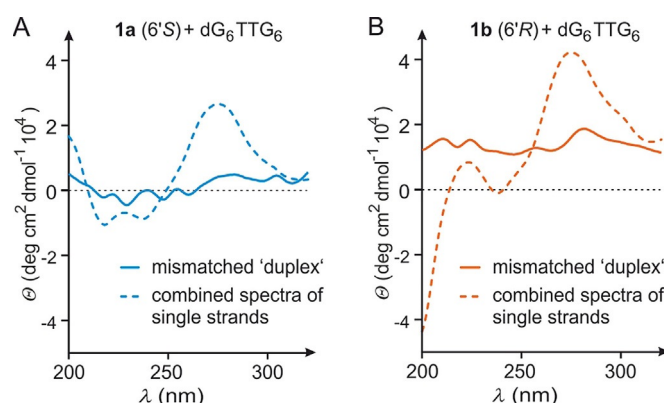 A 1a (6'S) + dG6TTG6
Θ (deg cm² dmol⁻¹ 10⁴)
4
2
0
-2
-4
mismatched 'duplex'
combined spectra of
single strands
200 250 300
λ (nm)
B 1b (6'R) + dG6TTG6
Θ (deg cm² dmol⁻¹ 10⁴)
4
2
0
-2
-4
mismatched 'duplex'
combined spectra of
single strands
200 250 300
λ (nm)